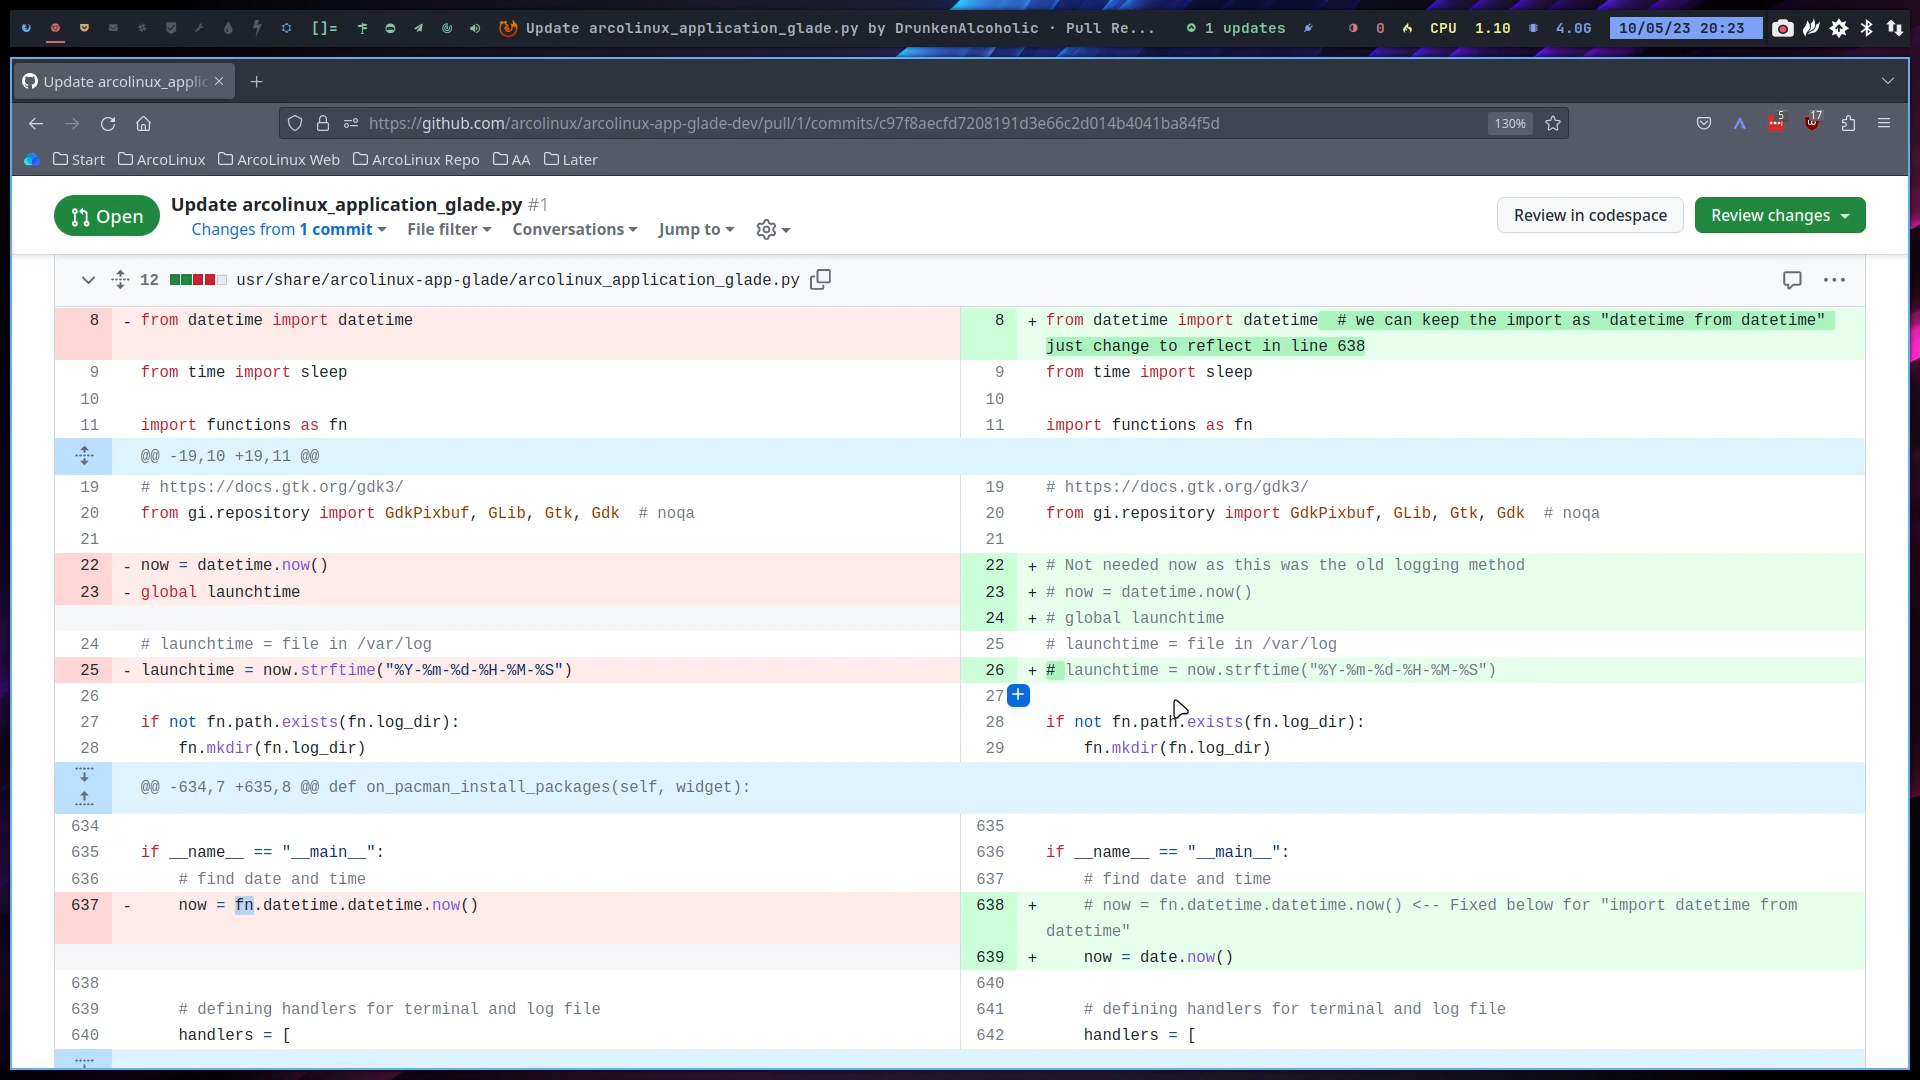 []= Update arcolinux_application_glade.py by DrunkenAlcoholic · Pull Re... 1 updates 0 CPU 1.10 4.0G 10/05/23 20:23
Update arcolinux_applic
https://github.com/arcolinux/arcolinux-app-glade-dev/pull/1/commits/c97f8aecfd7208191d3e66c2d014b4041ba84f5d 130% 5 17
Start ArcoLinux ArcoLinux Web ArcoLinux Repo AA Later
Open Update arcolinux_application_glade.py #1
Changes from 1 commit File filter Conversations Jump to
Review in codespace Review changes
12 usr/share/arcolinux-app-glade/arcolinux_application_glade.py
8 - from datetime import datetime 8 + from datetime import datetime # we can keep the import as "datetime from datetime"
just change to reflect in line 638
9 from time import sleep 9 from time import sleep
10 10
11 import functions as fn 11 import functions as fn
@@ -19,10 +19,11 @@
19 # https://docs.gtk.org/gdk3/ 19 # https://docs.gtk.org/gdk3/
20 from gi.repository import GdkPixbuf, GLib, Gtk, Gdk # noqa 20 from gi.repository import GdkPixbuf, GLib, Gtk, Gdk # noqa
21 21
22 - now = datetime.now() 22 + # Not needed now as this was the old logging method
23 - global launchtime 23 + # now = datetime.now()
24 + # global launchtime
24 # launchtime = file in /var/log 25 # launchtime = file in /var/log
25 - launchtime = now.strftime("%Y-%m-%d-%H-%M-%S") 26 + # launchtime = now.strftime("%Y-%m-%d-%H-%M-%S")
26 27 +
27 if not fn.path.exists(fn.log_dir): 28 if not fn.path.exists(fn.log_dir):
28 fn.mkdir(fn.log_dir) 29 fn.mkdir(fn.log_dir)
@@ -634,7 +635,8 @@ def on_pacman_install_packages(self, widget):
634 635
635 if __name__ == "__main__": 636 if __name__ == "__main__":
636 # find date and time 637 # find date and time
637 - now = fn.datetime.datetime.now() 638 + # now = fn.datetime.datetime.now() <-- Fixed below for "import datetime from
datetime"
639 + now = date.now()
638 640
639 # defining handlers for terminal and log file 641 # defining handlers for terminal and log file
640 handlers = [ 642 handlers = [